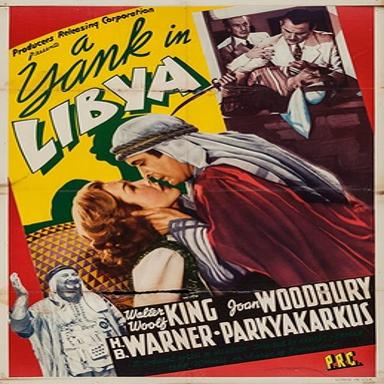 Producers Releasing Corporation
Presents
a
Yank in
LIBYA
Walter
Woolf KING Joan WOODBURY
H.
B. WARNER · PARKYAKARKUS
P.R.C.